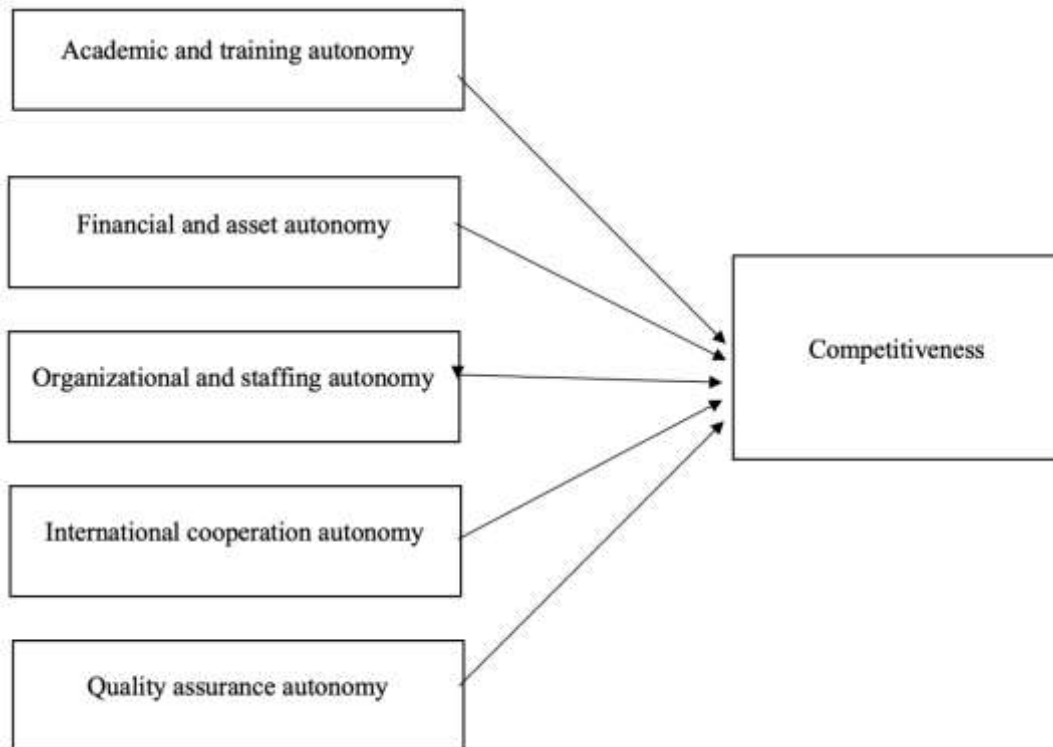 Academic and training autonomy
Financial and asset autonomy
Organizational and staffing autonomy
International cooperation autonomy
Quality assurance autonomy
Competitiveness